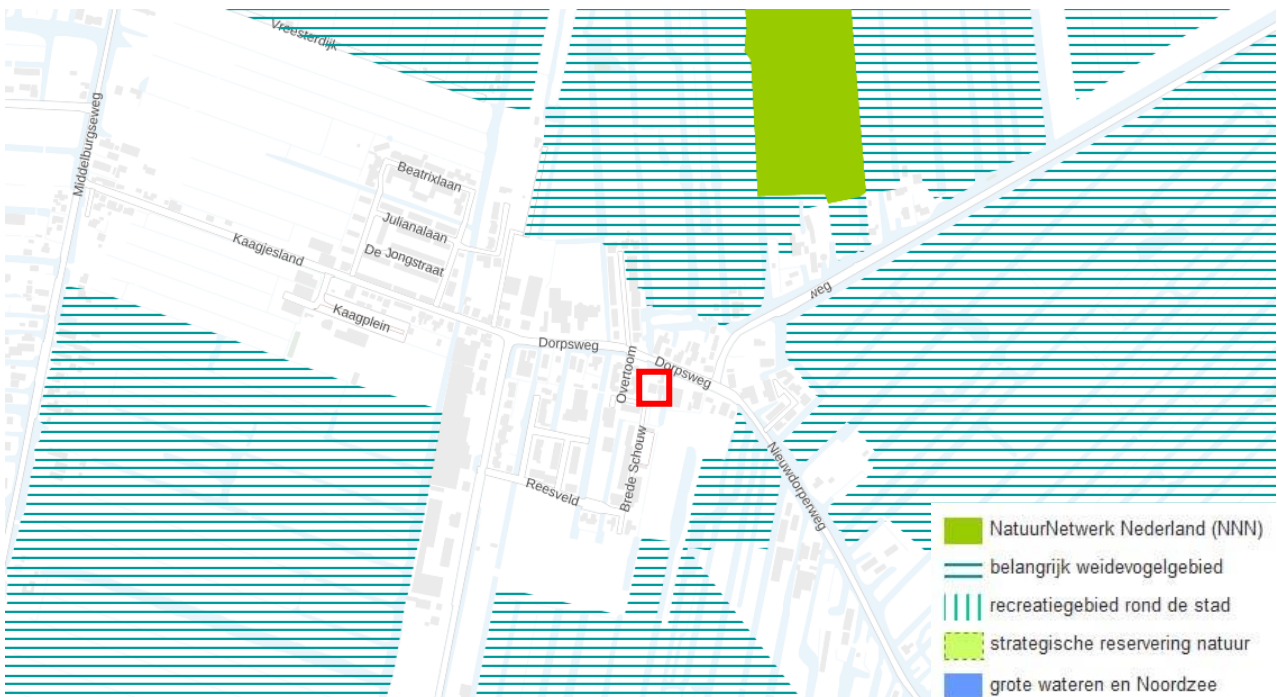 Vreesterdijk
Middelburgseweg
Beatrixlaan
Julianalaan
De Jongstraat
Kaagjesland
Kaagplein
weg
Dorpsweg
Overtoom
Dorpsweg
Brede Schouw
Reesveld
Nieuwdorperweg
NatuurNetwerk Nederland (NNN)
belangrijk weidevogelgebied
recreatiegebied rond de stad
strategische reservering natuur
grote wateren en Noordzee